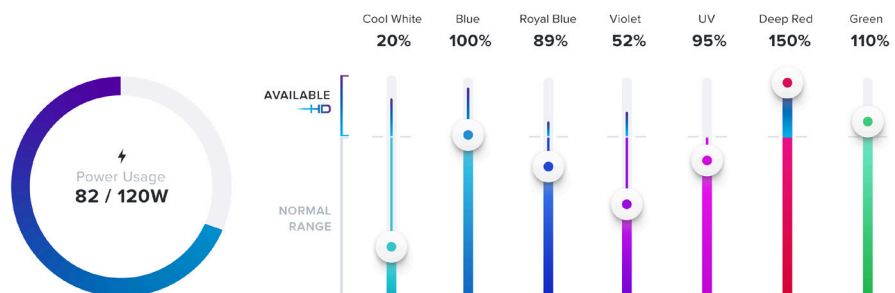 Cool White
20%
Blue
100%
Royal Blue
89%
Violet
52%
UV
95%
Deep Red
150%
Green
110%
AVAILABLE
HD
NORMAL
RANGE
Power Usage
82 / 120W